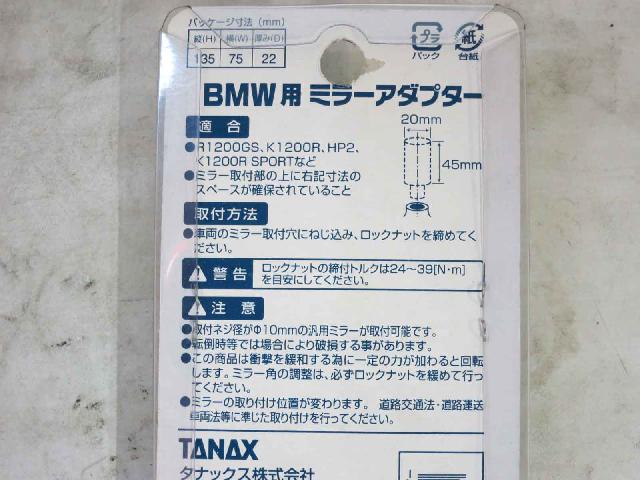 パッケージ寸法(mm)
縦(H) 横(W) 厚み(D)
135 75 22
プラ
パック
紙
台紙
BMW用 ミラーアダプター
適合
●R1200GS、K1200R、HP2、
K1200R SPORTなど
●ミラー取付部の上に右記寸法の
スペースが確保されていること
20mm
45mm
取付方法
●車両のミラー取付穴にねじ込み、ロックナットを締めてく
ださい。
警告
ロックナットの締付トルクは24〜39[N・m]
を目安にしてください。
注意
●取付ネジ径がΦ10mmの汎用ミラーが取付可能です。
●転倒時等では場合により破損する事があります。
●この商品は衝撃を緩和する為に一定の力が加わると回転
します。ミラー角の調整は、必ずロックナットを緩めて行っ
てください。
●ミラーの取り付け位置が変わります。 道路交通法・道路運送
車両法等に準じた取り付けを行ってください。
TANAX
タナックス株式会社